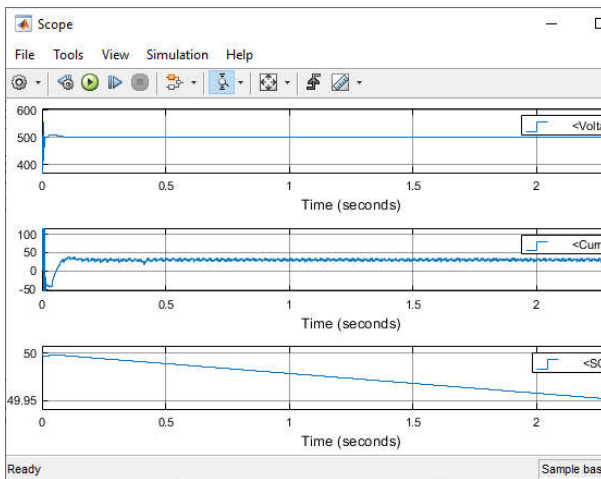 Scope
File Tools View Simulation Help
600
500
400
<Volta
0 0.5 1 1.5 2
Time (seconds)
100
50
0
-50
<Curr
0 0.5 1 1.5 2
Time (seconds)
50
49.95
<SO
0 0.5 1 1.5 2
Time (seconds)
Ready Sample bas